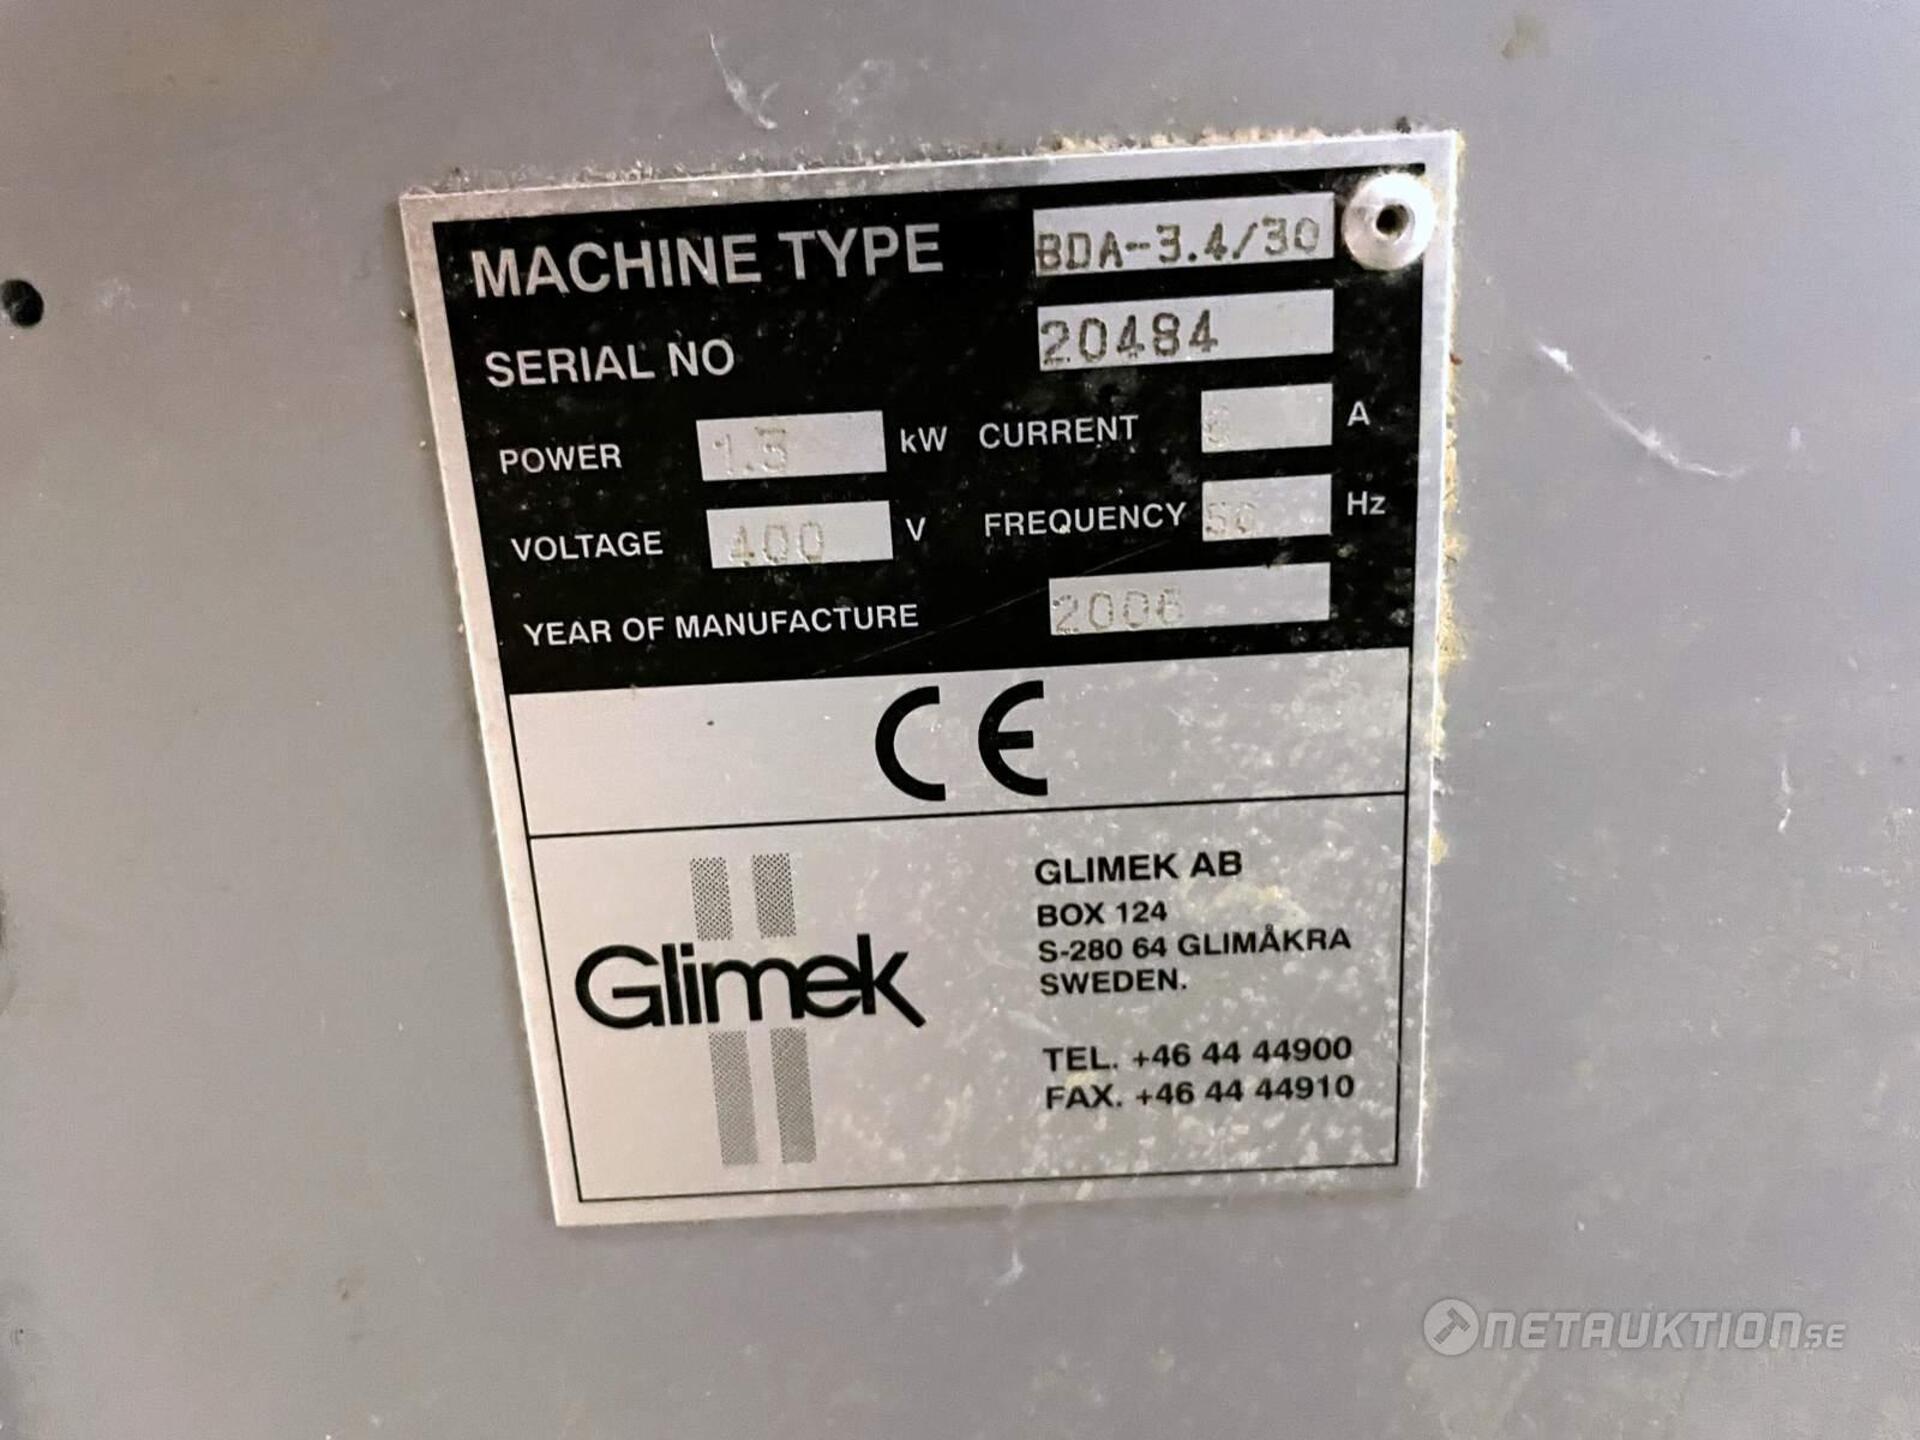 MACHINE TYPE BDA-3.4/30
SERIAL NO 20484
POWER 1.5 kW CURRENT A
VOLTAGE 400 V FREQUENCY 50 Hz
YEAR OF MANUFACTURE 2006
CE
Glimek
GLIMEK AB
BOX 124
S-280 64 GLIMÅKRA
SWEDEN.
TEL. +46 44 44900
FAX. +46 44 44910
NETAUKTION.SE